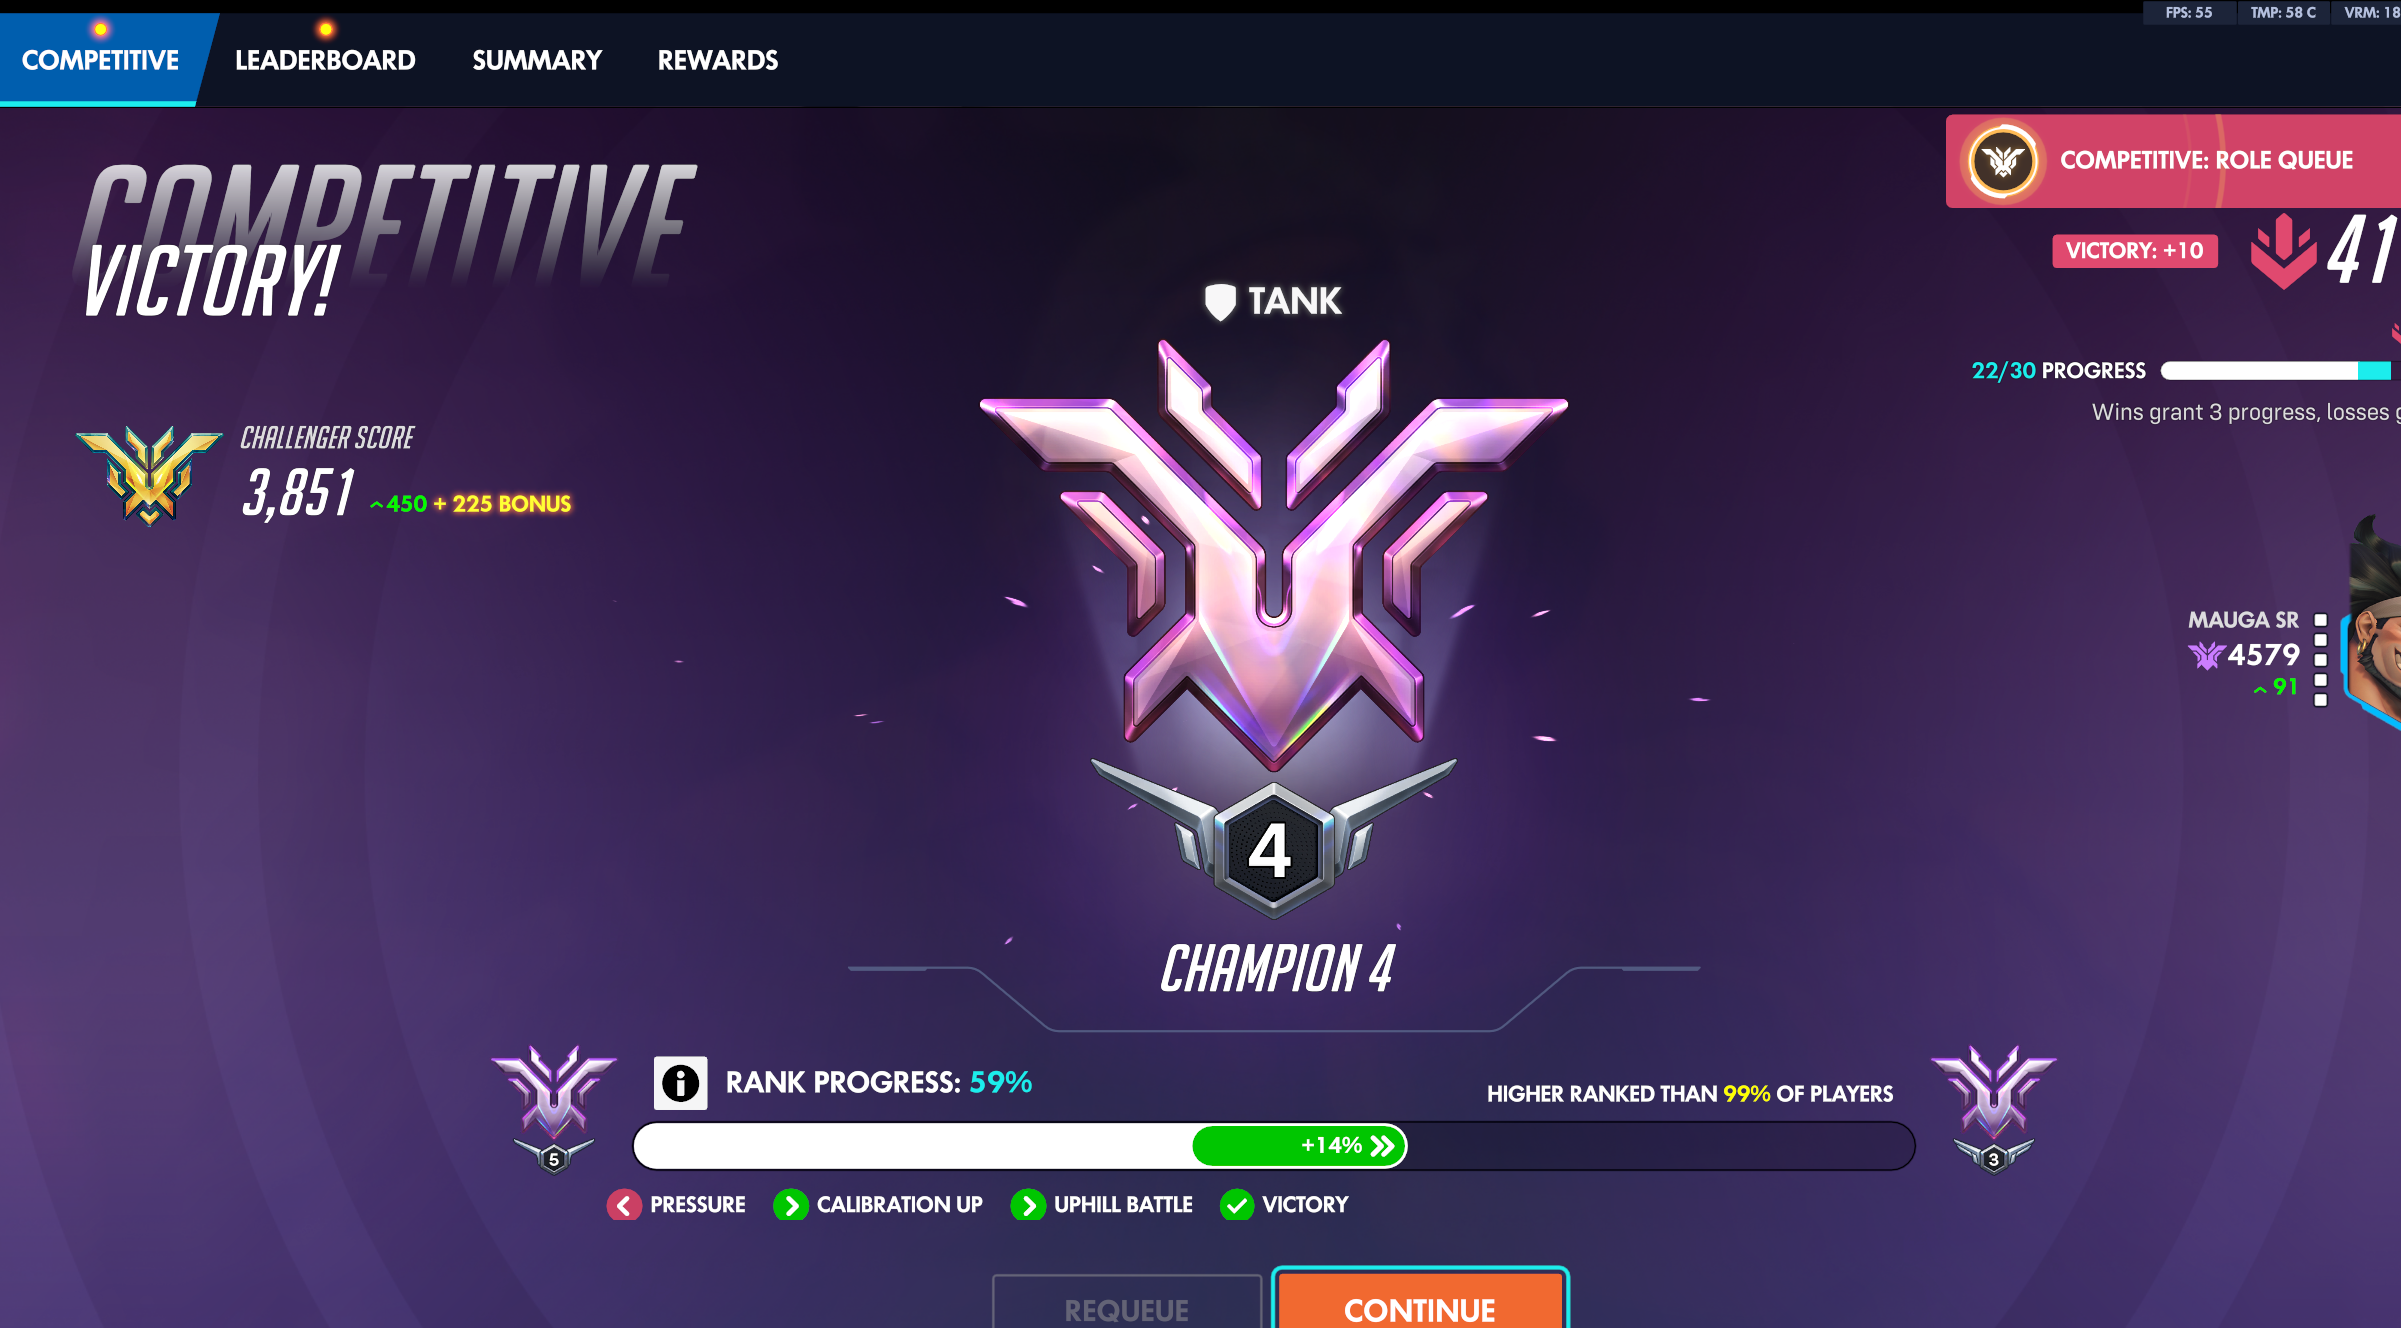 FPS: 55 TMP: 58 C VRM: 18
COMPETITIVE LEADERBOARD SUMMARY REWARDS
COMPETITIVE
VICTORY!
COMPETITIVE: ROLE QUEUE
VICTORY: +10 41
22/30 PROGRESS
Wins grant 3 progress, losses g
TANK
CHALLENGER SCORE
3,851 450 + 225 BONUS
MAUGA SR
4579
91
4
CHAMPION 4
RANK PROGRESS: 59%
HIGHER RANKED THAN 99% OF PLAYERS
+14%
5
3
PRESSURE CALIBRATION UP UPHILL BATTLE VICTORY
REQUEUE CONTINUE